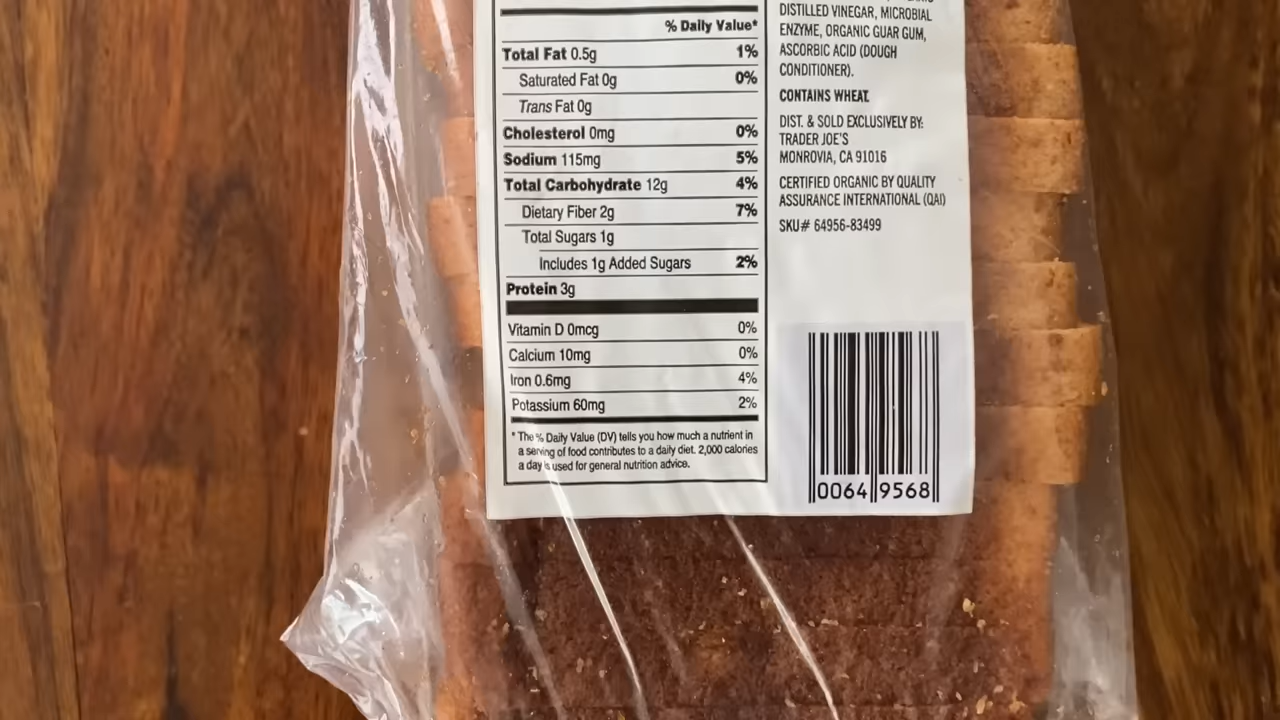 % Daily Value*
Total Fat 0.5g 1%
Saturated Fat 0g 0%
Trans Fat 0g
Cholesterol 0mg 0%
Sodium 115mg 5%
Total Carbohydrate 12g 4%
Dietary Fiber 2g 7%
Total Sugars 1g
Includes 1g Added Sugars 2%
Protein 3g
Vitamin D 0mcg 0%
Calcium 10mg 0%
Iron 0.6mg 4%
Potassium 60mg 2%
* The % Daily Value (DV) tells you how much a nutrient in
a serving of food contributes to a daily diet. 2,000 calories
a day is used for general nutrition advice.
DISTILLED VINEGAR, MICROBIAL
ENZYME, ORGANIC GUAR GUM,
ASCORBIC ACID (DOUGH
CONDITIONER).
CONTAINS WHEAT.
DIST. & SOLD EXCLUSIVELY BY:
TRADER JOE'S
MONROVIA, CA 91016
CERTIFIED ORGANIC BY QUALITY
ASSURANCE INTERNATIONAL (QAI)
SKU# 64956-83499
0064 9568